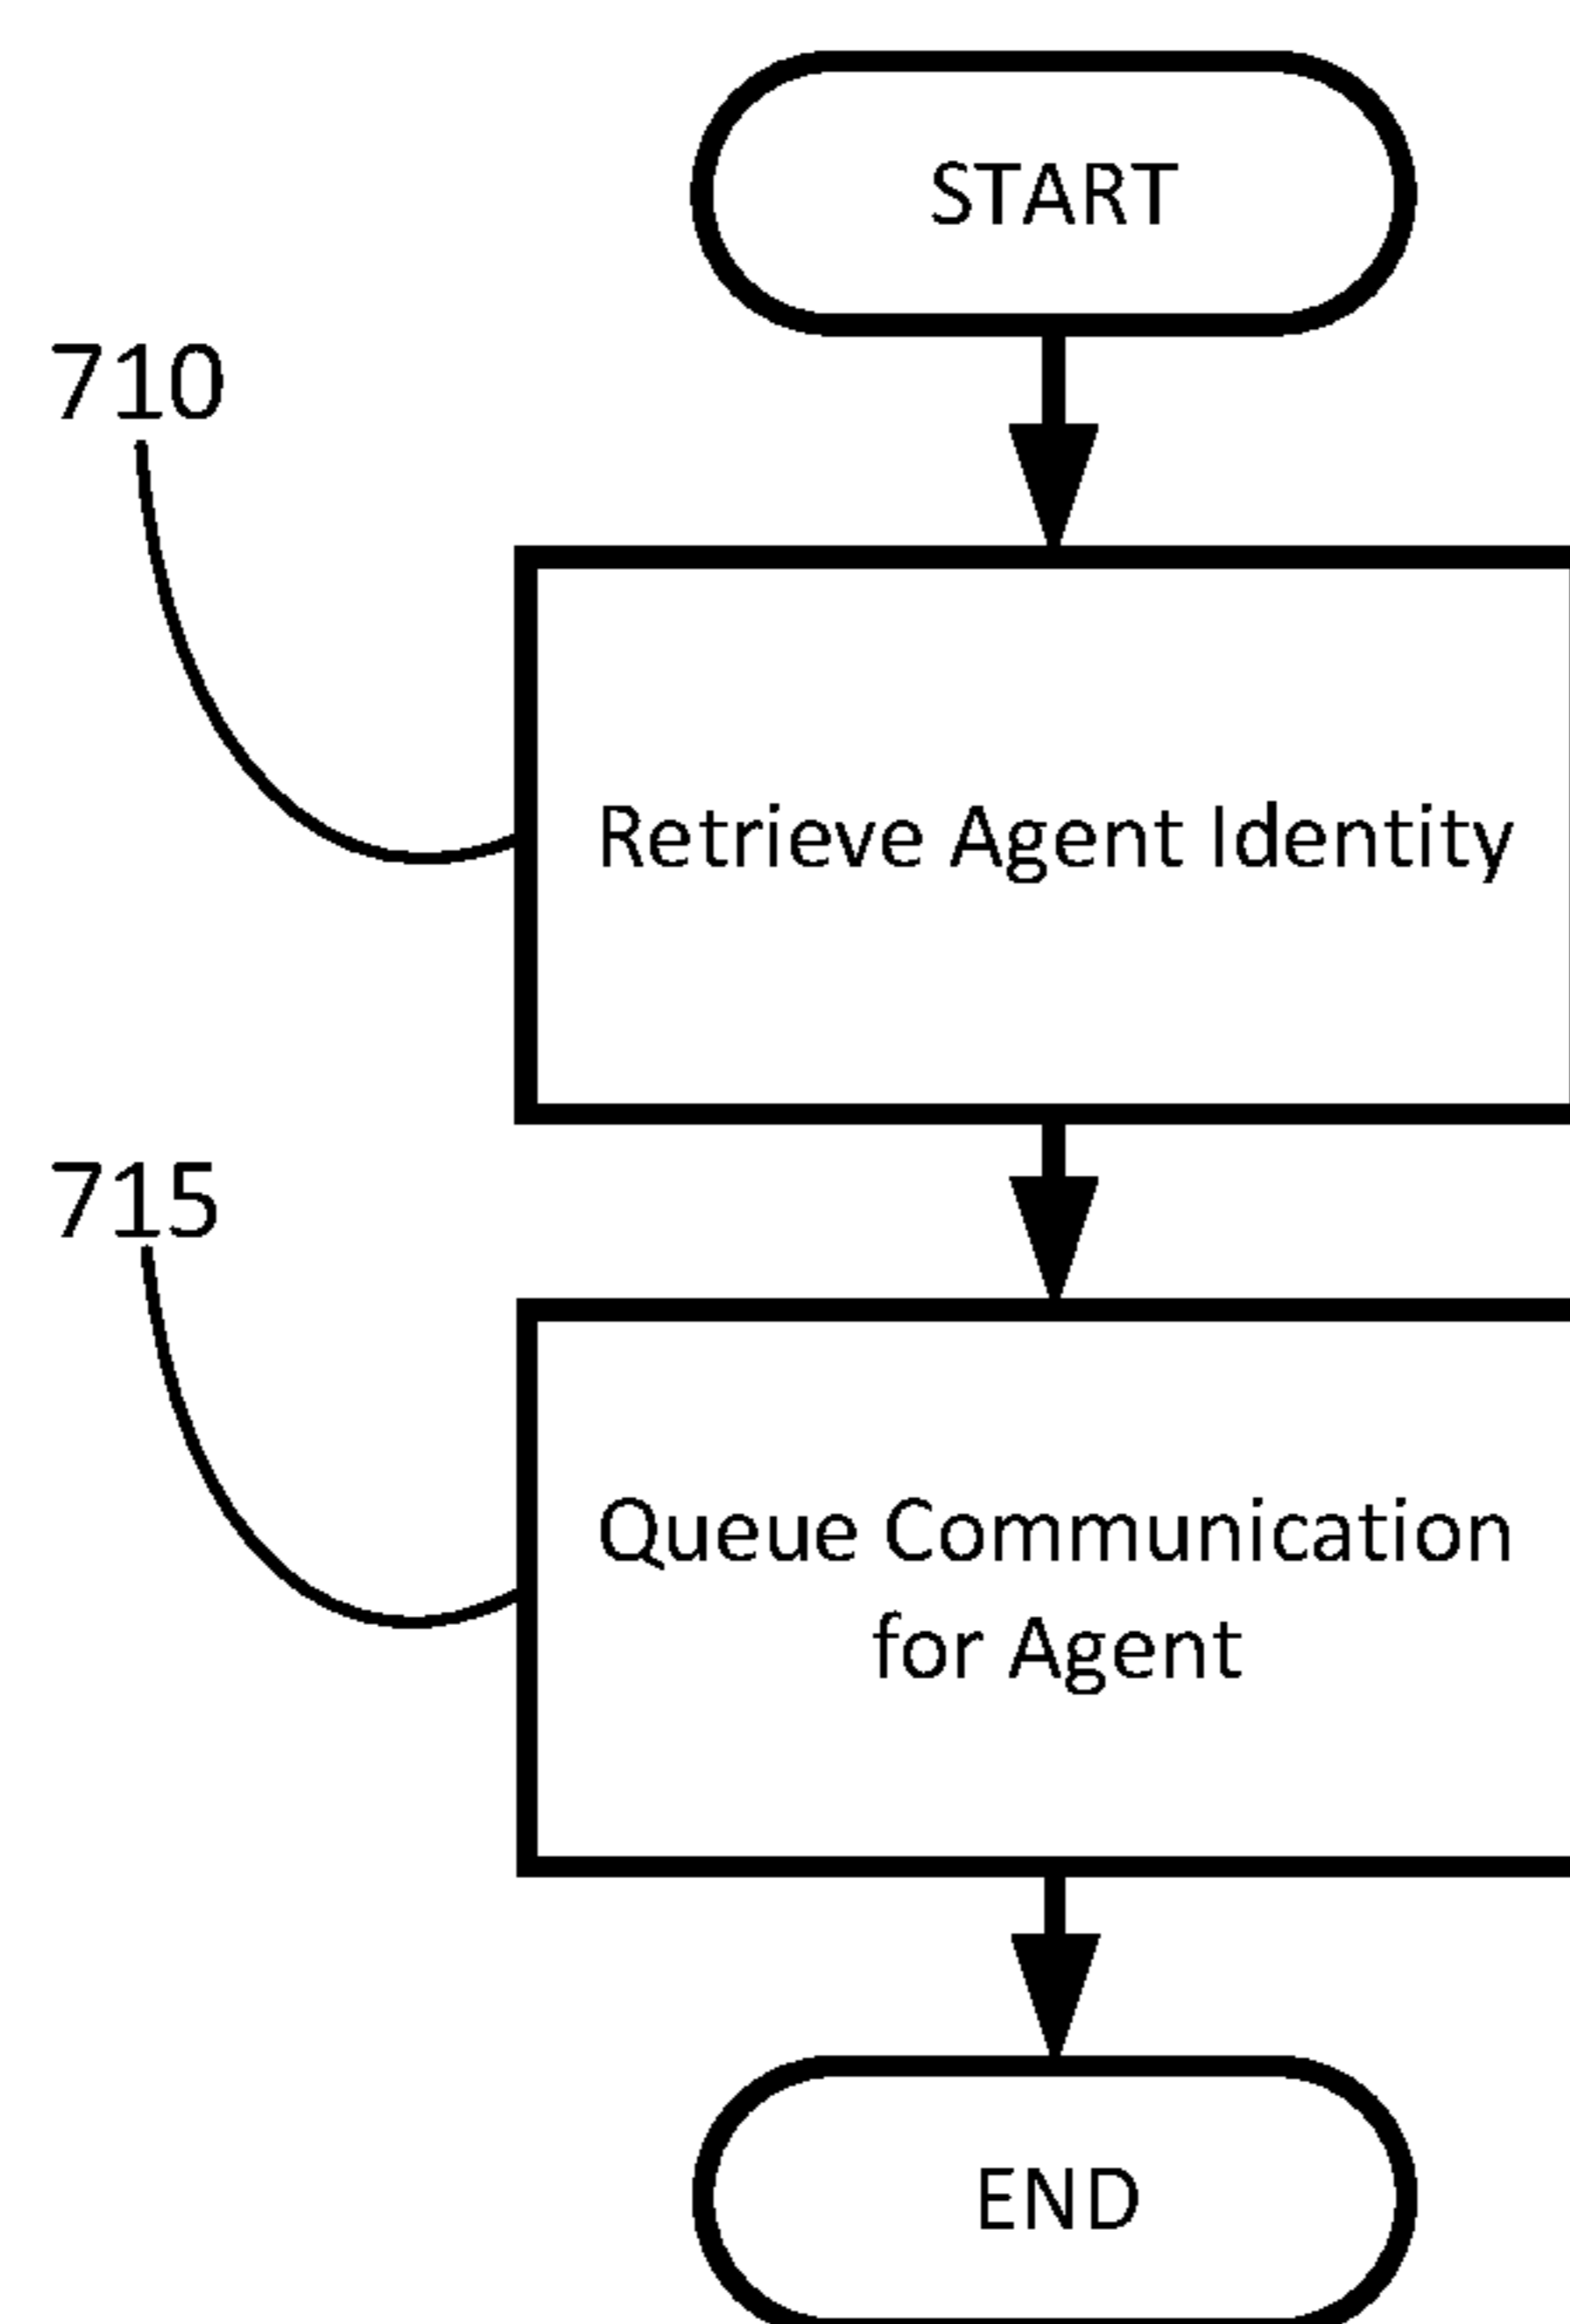 START
710
Retrieve Agent Identity
715
Queue Communication
for Agent
END